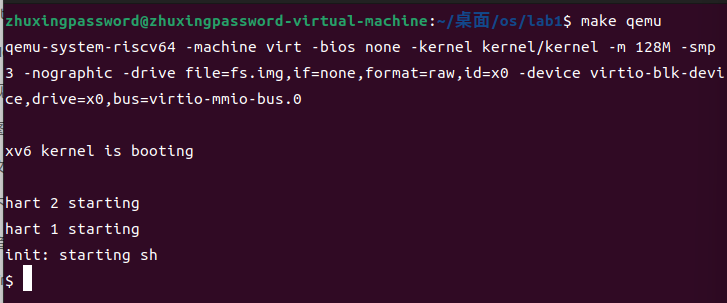 zhuxingpassword@zhuxingpassword-virtual-machine:~/桌面/os/lab1$ make qemu
qemu-system-riscv64 -machine virt -bios none -kernel kernel/kernel -m 128M -smp
3 -nographic -drive file=fs.img,if=none,format=raw,id=x0 -device virtio-blk-devi
ce,drive=x0,bus=virtio-mmio-bus.0
xv6 kernel is booting
hart 2 starting
hart 1 starting
init: starting sh
$